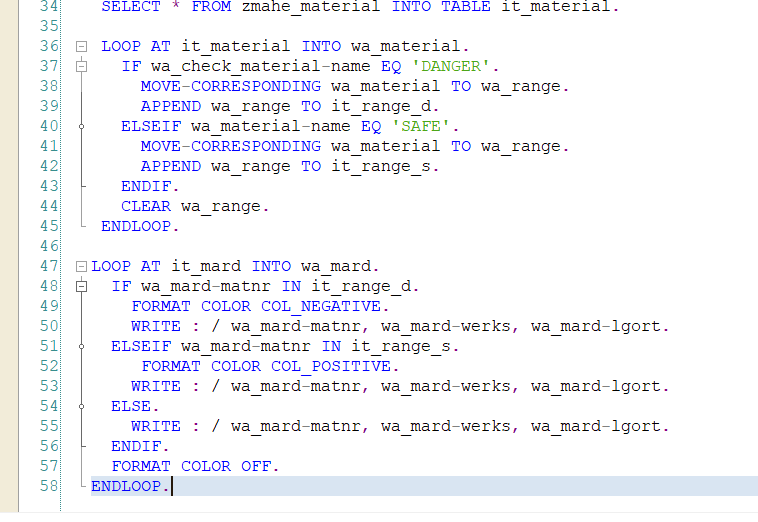 34 SELECT * FROM zmahe_material INTO TABLE it_material.
35
36 LOOP AT it_material INTO wa_material.
37 IF wa_check_material-name EQ 'DANGER'.
38 MOVE-CORRESPONDING wa_material TO wa_range.
39 APPEND wa_range TO it_range_d.
40 ELSEIF wa_material-name EQ 'SAFE'.
41 MOVE-CORRESPONDING wa_material TO wa_range.
42 APPEND wa_range TO it_range_s.
43 ENDIF.
44 CLEAR wa_range.
45 ENDLOOP.
46
47 LOOP AT it_mard INTO wa_mard.
48 IF wa_mard-matnr IN it_range_d.
49 FORMAT COLOR COL_NEGATIVE.
50 WRITE : / wa_mard-matnr, wa_mard-werks, wa_mard-lgort.
51 ELSEIF wa_mard-matnr IN it_range_s.
52 FORMAT COLOR COL_POSITIVE.
53 WRITE : / wa_mard-matnr, wa_mard-werks, wa_mard-lgort.
54 ELSE.
55 WRITE : / wa_mard-matnr, wa_mard-werks, wa_mard-lgort.
56 ENDIF.
57 FORMAT COLOR OFF.
58 ENDLOOP.